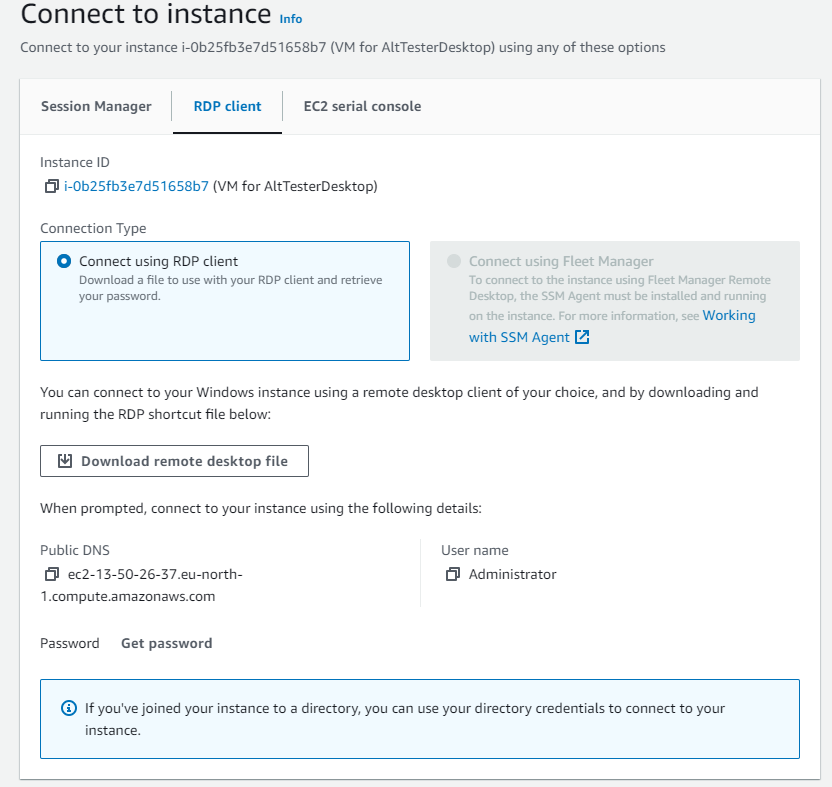 Connect to instance Info
Connect to your instance i-0b25fb3e7d51658b7 (VM for AltTesterDesktop) using any of these options
Session Manager
RDP client
EC2 serial console
Instance ID
i-0b25fb3e7d51658b7 (VM for AltTesterDesktop)
Connection Type
Connect using RDP client
Download a file to use with your RDP client and retrieve
your password.
Connect using Fleet Manager
To connect to the instance using Fleet Manager Remote
Desktop, the SSM Agent must be installed and running
on the instance. For more information, see Working
with SSM Agent
You can connect to your Windows instance using a remote desktop client of your choice, and by downloading and
running the RDP shortcut file below:
Download remote desktop file
When prompted, connect to your instance using the following details:
Public DNS
ec2-13-50-26-37.eu-north-
1.compute.amazonaws.com
User name
Administrator
Password Get password
If you've joined your instance to a directory, you can use your directory credentials to connect to your
instance.